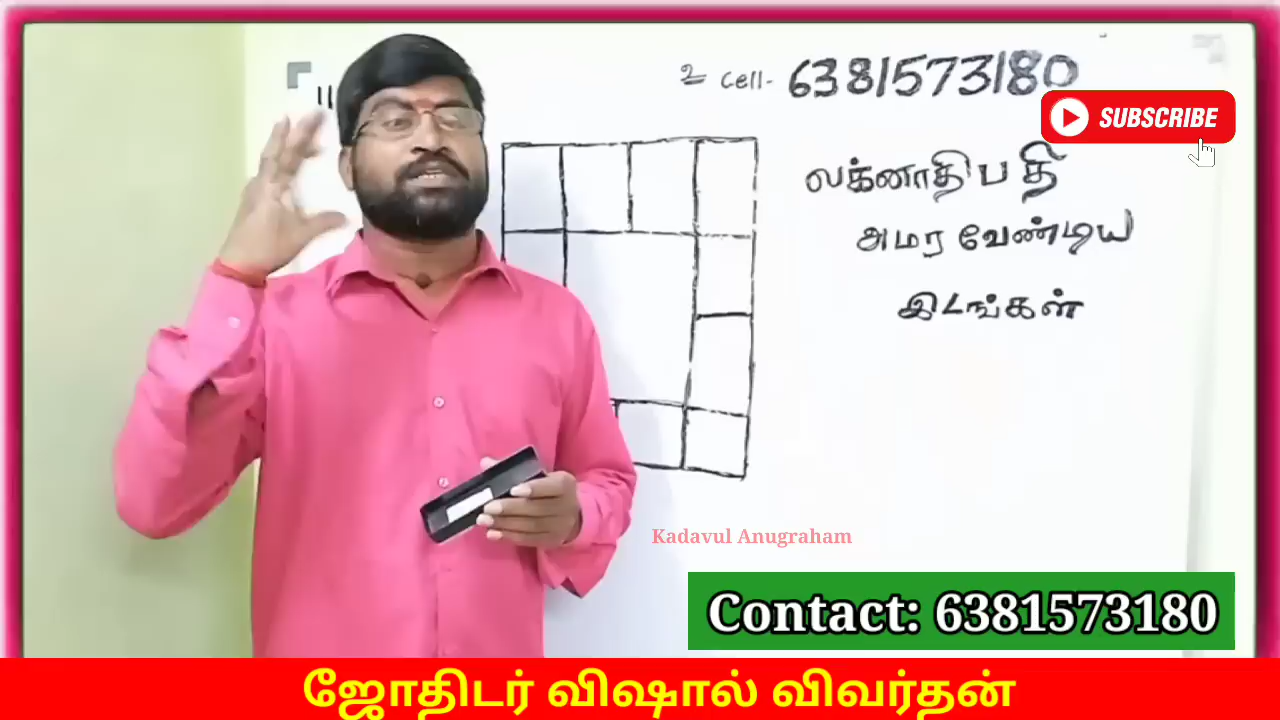 உ Cell- 6381573180
SUBSCRIBE
லக்னாதிபதி
அமர வேண்டிய
இடங்கள்
Kadavul Anugraham
Contact: 6381573180
ஜோதிடர் விஷால் விவர்தன்